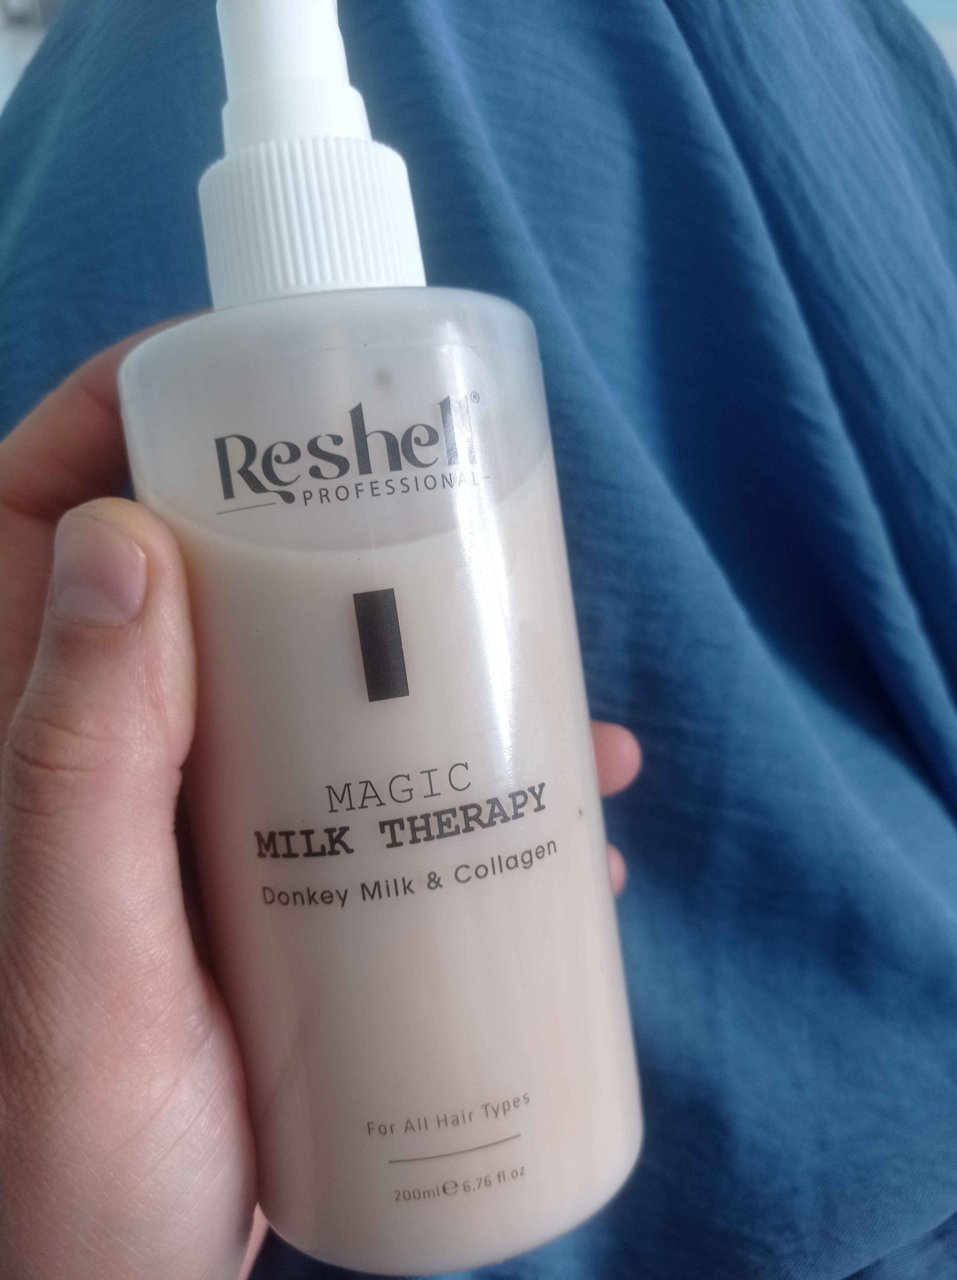 Reshell®
PROFESSIONAL
MAGIC
MILK THERAPY
Donkey Milk & Collagen
For All Hair Types
200ml℮6,76 fl.oz